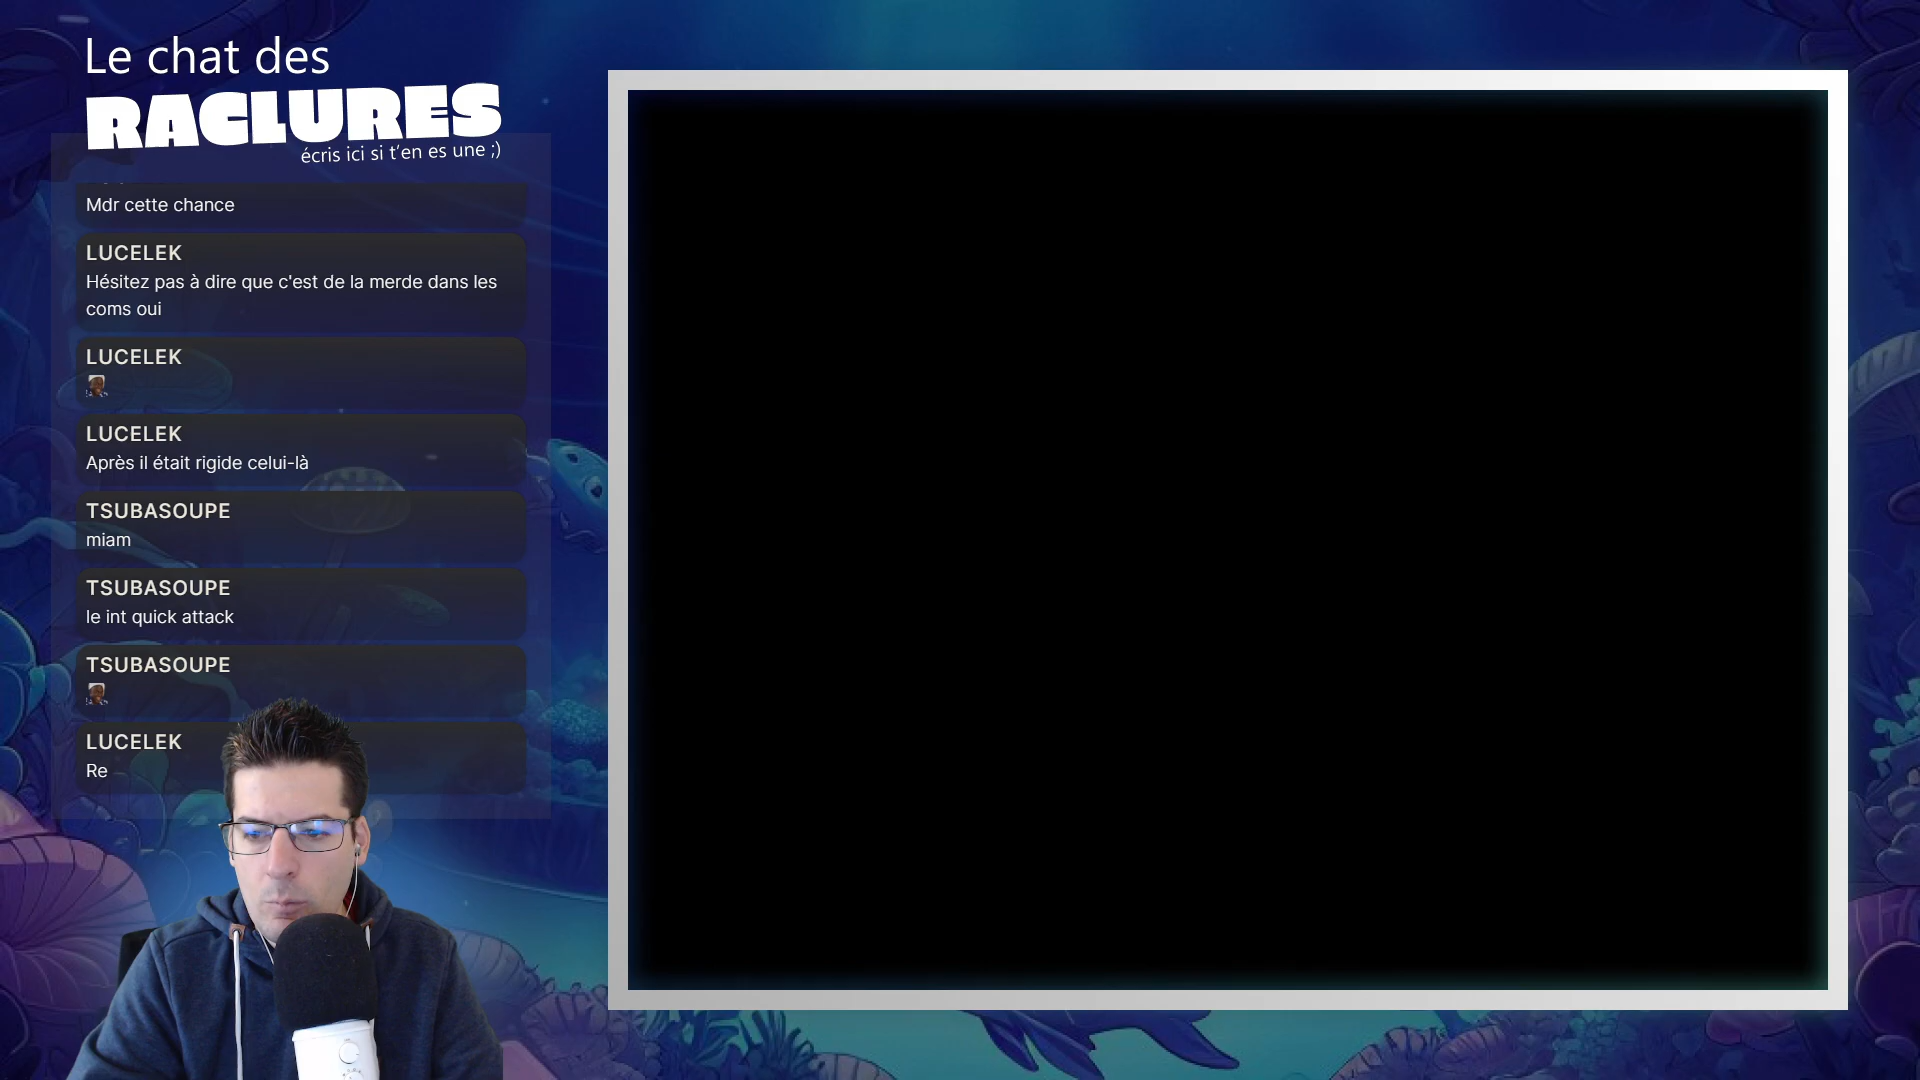 Le chat des
RACLURES
écris ici si t'en es une ;)
Mdr cette chance
LUCELEK
Hésitez pas à dire que c'est de la merde dans les
coms oui
LUCELEK
LUCELEK
Après il était rigide celui-là
TSUBASOUPE
miam
TSUBASOUPE
le int quick attack
TSUBASOUPE
LUCELEK
Re